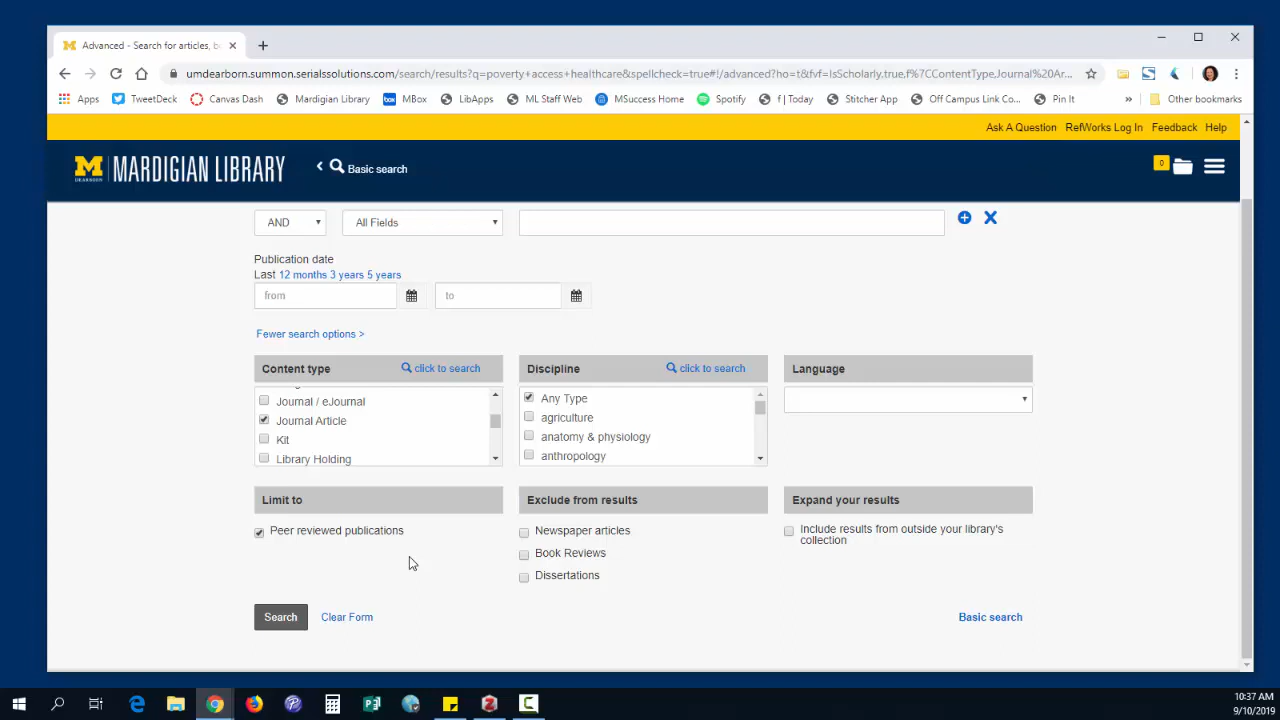 Advanced - Search for articles, b
umdearborn.summon.serialssolutions.com/search/results?q=poverty+access+healthcare&spellcheck=true#!/advanced?ho=t&fvf=IsScholarly,true,f%7CContentType,Journal%20Ar...
Apps TweetDeck Canvas Dash Mardigian Library MBox LibApps ML Staff Web MSuccess Home Spotify f | Today Stitcher App Off Campus Link Co... Pin It » Other bookmarks
Ask A Question RefWorks Log In Feedback Help
M DEARBORN MARDIGIAN LIBRARY Basic search 0
AND All Fields
Publication date
Last 12 months 3 years 5 years
from to
Fewer search options >
Content type click to search Discipline click to search Language
Journal / eJournal Any Type
Journal Article agriculture
Kit anatomy & physiology
Library Holding anthropology
Limit to Exclude from results Expand your results
Peer reviewed publications Newspaper articles Include results from outside your library's
collection
Book Reviews
Dissertations
Search Clear Form Basic search
10:37 AM
9/10/2019